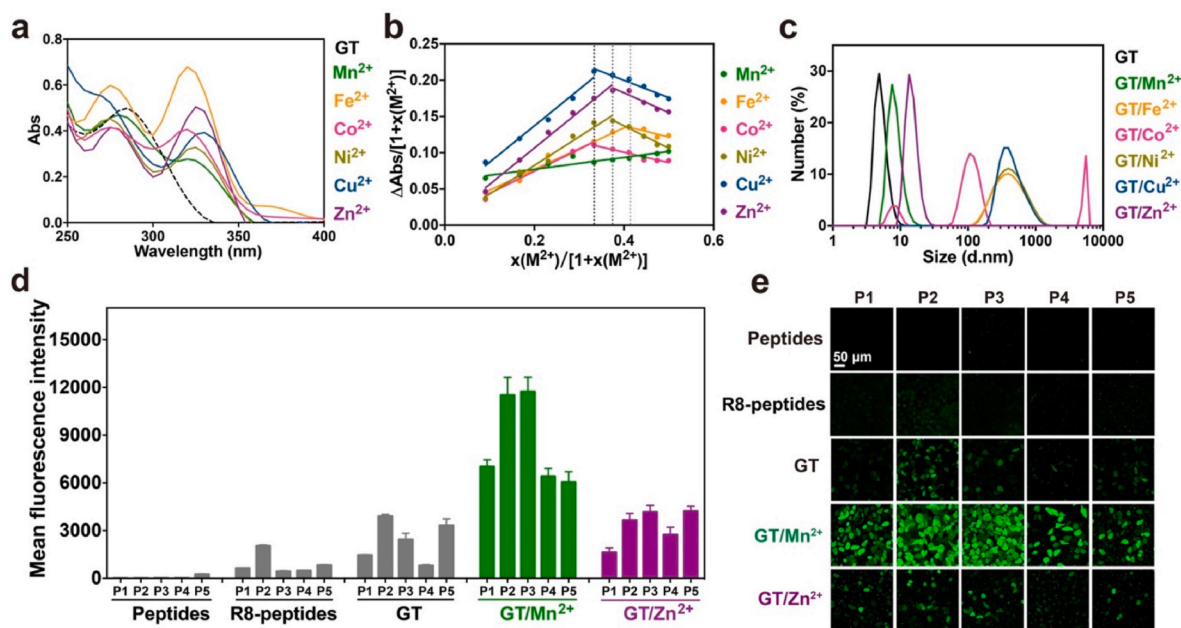 a
0.8
0.6
0.4
0.2
0.0
Abs
250 300 350 400
Wavelength (nm)
GT
Mn²⁺
Fe²⁺
Co²⁺
Ni²⁺
Cu²⁺
Zn²⁺
b
0.25
0.20
0.15
0.10
0.05
0.00
ΔAbs/[1+x(M²⁺)]
0.0 0.2 0.4 0.6
x(M²⁺)/[1+x(M²⁺)]
Mn²⁺
Fe²⁺
Co²⁺
Ni²⁺
Cu²⁺
Zn²⁺
c
30
20
10
0
Number (%)
1 10 100 1000 10000
Size (d.nm)
GT
GT/Mn²⁺
GT/Fe²⁺
GT/Co²⁺
GT/Ni²⁺
GT/Cu²⁺
GT/Zn²⁺
d
15000
12000
9000
6000
3000
0
Mean fluorescence intensity
P1 P2 P3 P4 P5 P1 P2 P3 P4 P5 P1 P2 P3 P4 P5 P1 P2 P3 P4 P5 P1 P2 P3 P4 P5
Peptides R8-peptides GT GT/Mn²⁺ GT/Zn²⁺
e
P1 P2 P3 P4 P5
Peptides
50 μm
R8-peptides
GT
GT/Mn²⁺
GT/Zn²⁺